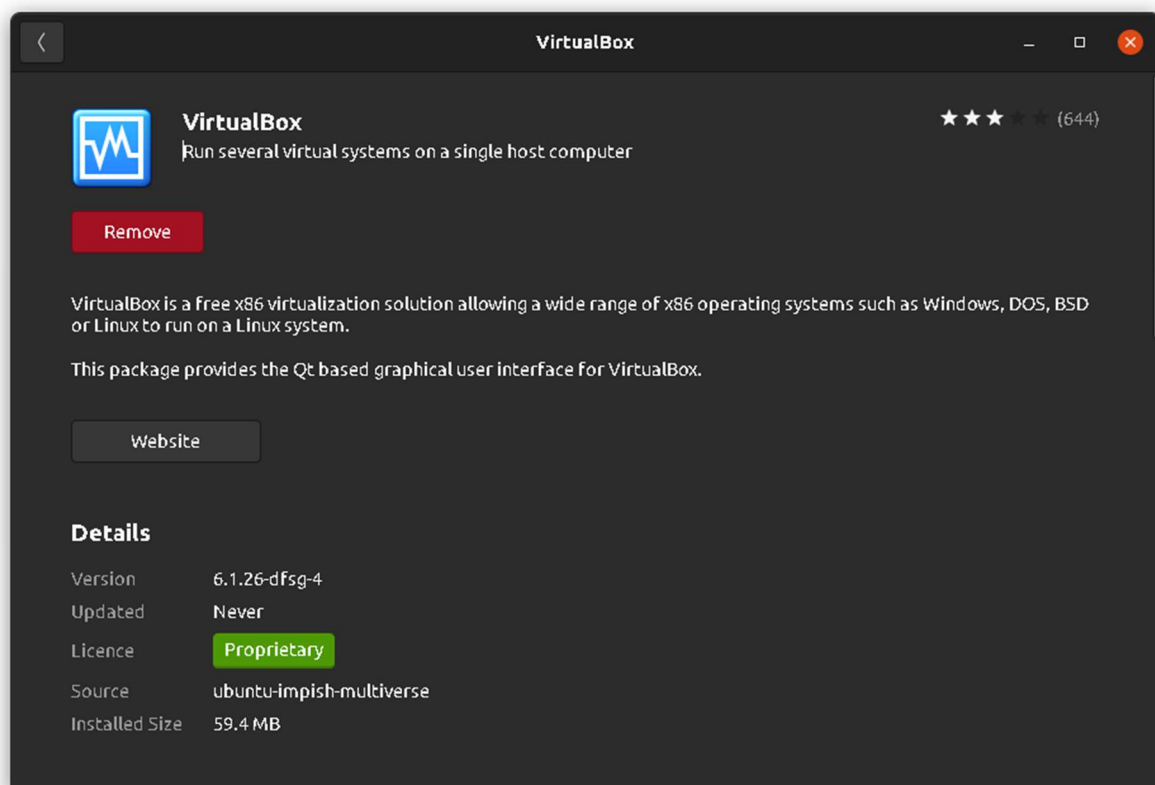 VirtualBox
VirtualBox
(644)
Run several virtual systems on a single host computer
Remove
VirtualBox is a free x86 virtualization solution allowing a wide range of x86 operating systems such as Windows, DOS, BSD
or Linux to run on a Linux system.
This package provides the Qt based graphical user interface for VirtualBox.
Website
Details
Version 6.1.26-dfsg-4
Updated Never
Licence Proprietary
Source ubuntu-impish-multiverse
Installed Size 59.4 MB